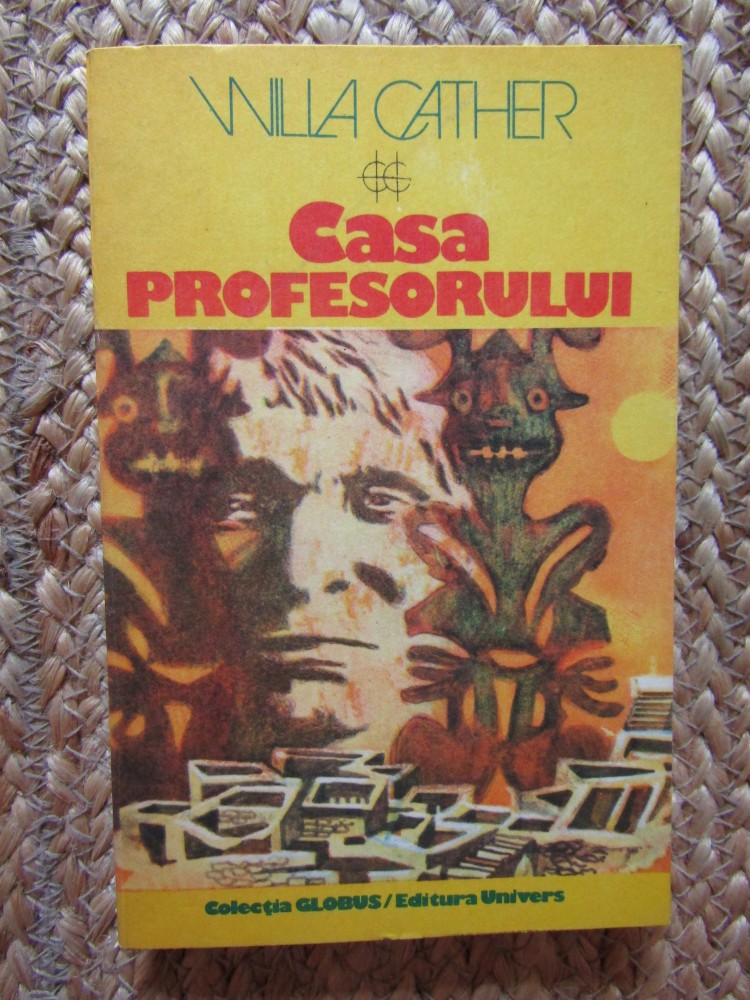 WILLA CATHER
Casa
PROFESORULUI
Colecția GLOBUS/Editura Univers